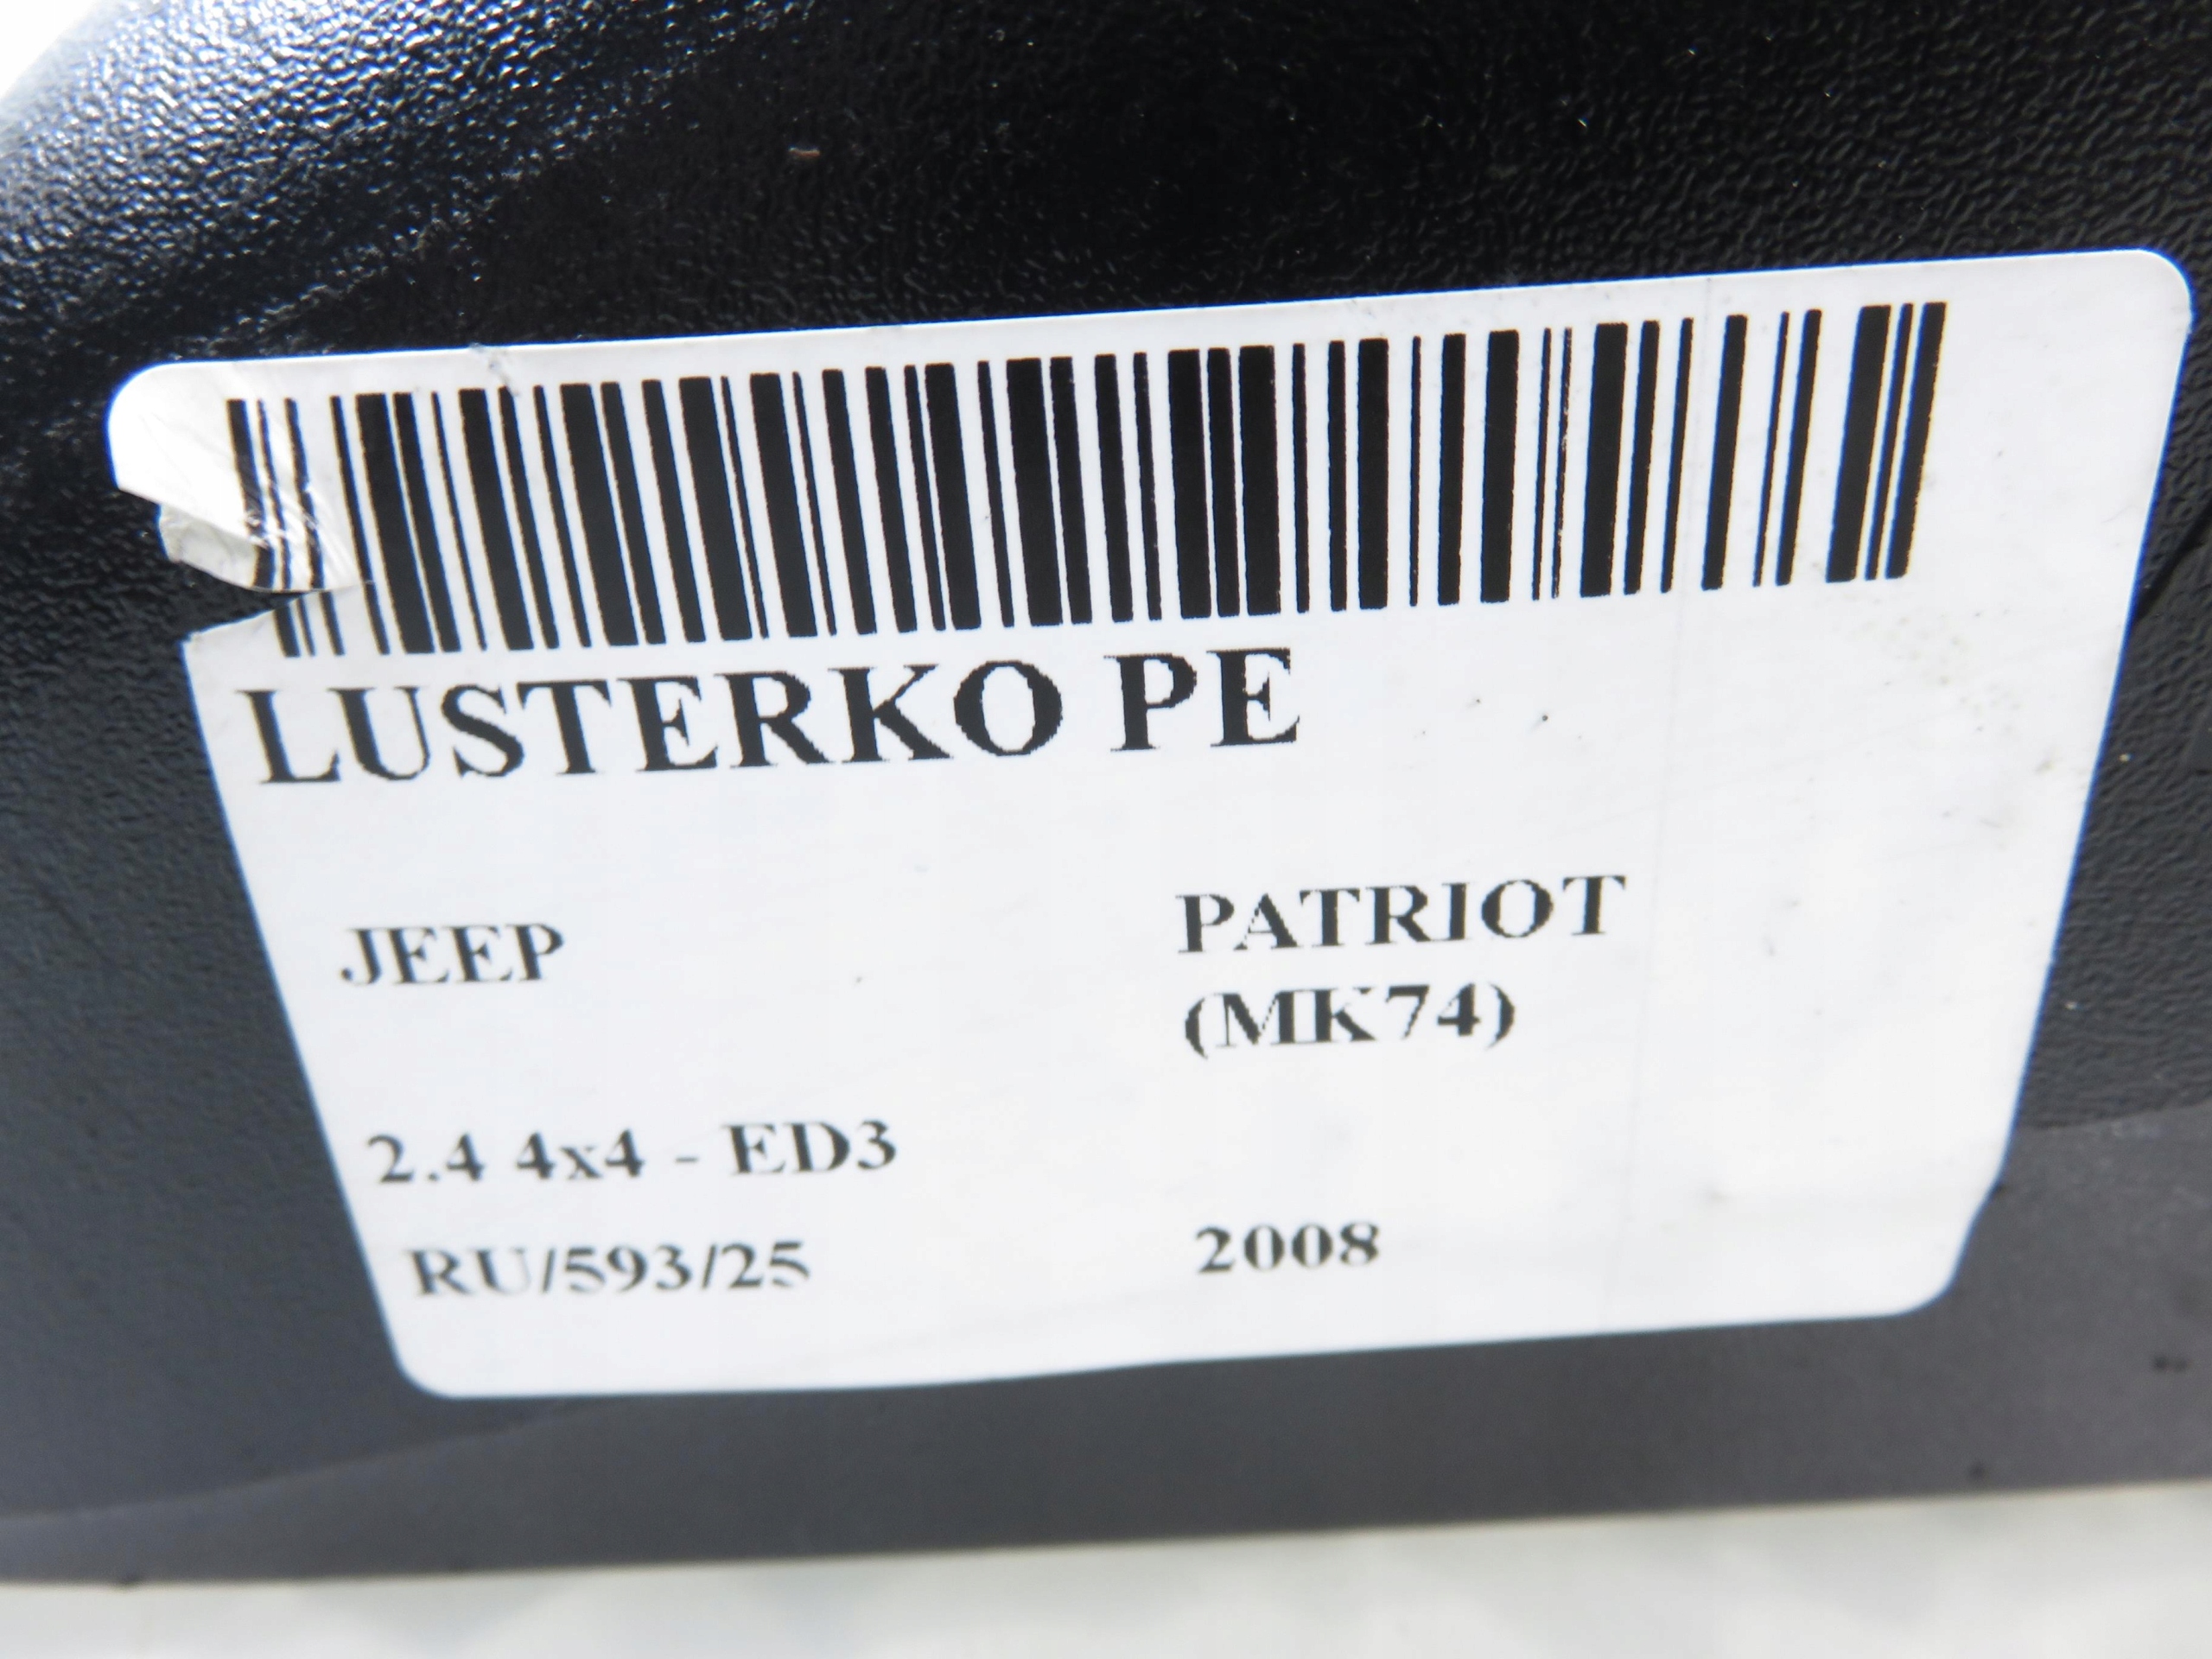 LUSTERKO PE
JEEP PATRIOT
(MK74)
2.4 4x4 - ED3
RU/593/25 2008